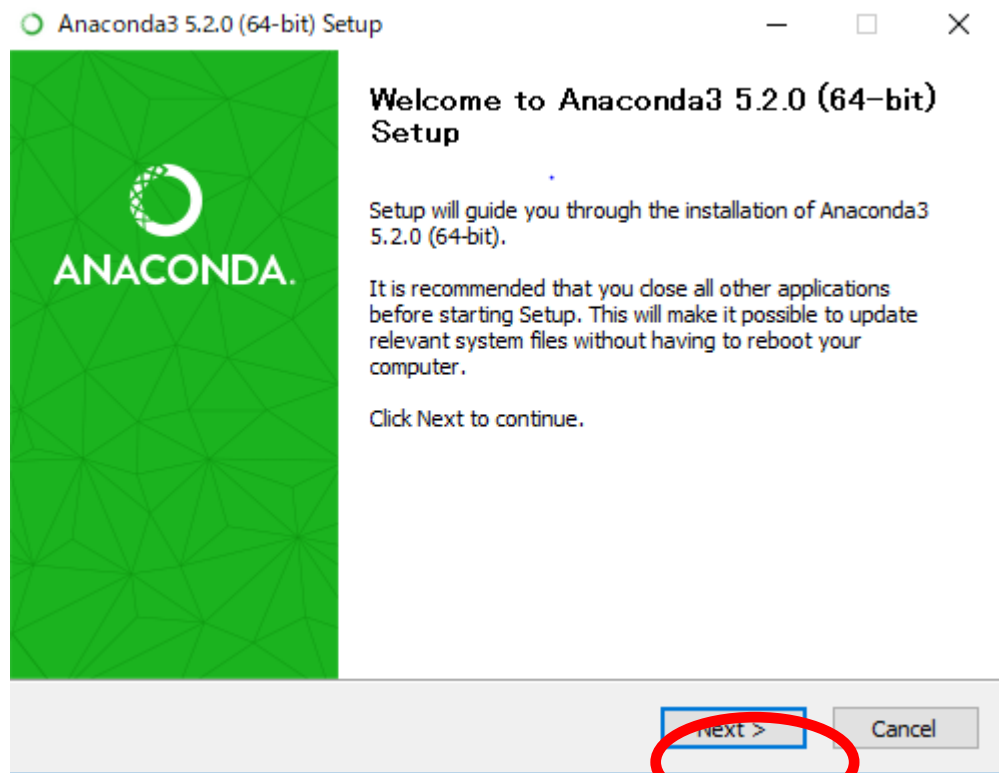 Anaconda3 5.2.0 (64-bit) Setup
Welcome to Anaconda3 5.2.0 (64-bit)
Setup
Setup will guide you through the installation of Anaconda3
5.2.0 (64-bit).
ANACONDA.
It is recommended that you close all other applications
before starting Setup. This will make it possible to update
relevant system files without having to reboot your
computer.
Click Next to continue.
Next >
Cancel